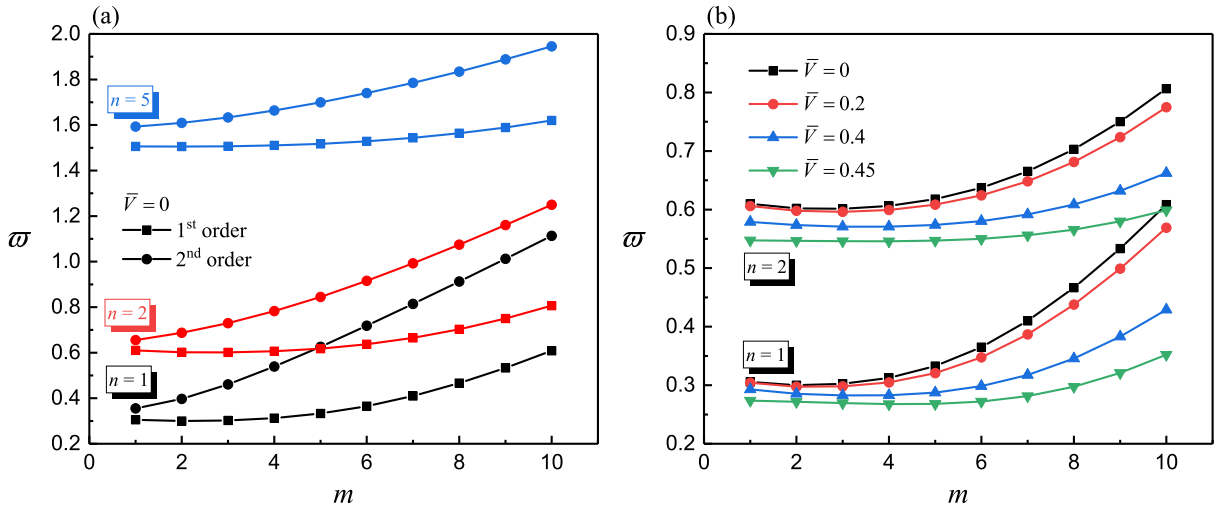 (a)
2.0
1.8
1.6
1.4
1.2
1.0
0.8
0.6
0.4
0.2
ϖ
n = 5
V̅ = 0
1st order
2nd order
n = 2
n = 1
0 2 4 6 8 10
m
(b)
0.9
0.8
0.7
0.6
0.5
0.4
0.3
0.2
ϖ
V̅ = 0
V̅ = 0.2
V̅ = 0.4
V̅ = 0.45
n = 2
n = 1
0 2 4 6 8 10
m